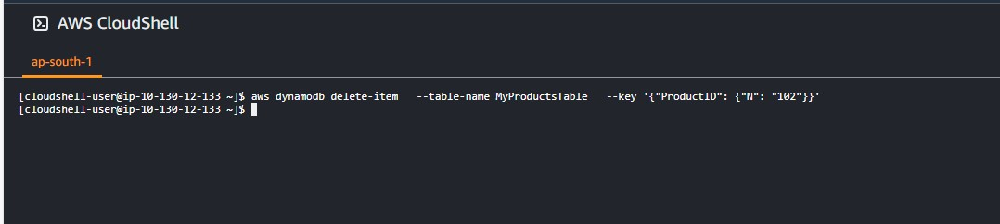 AWS CloudShell
ap-south-1
[cloudshell-user@ip-10-130-12-133 ~]$ aws dynamodb delete-item   --table-name MyProductsTable   --key '{"ProductID": {"N": "102"}}'
[cloudshell-user@ip-10-130-12-133 ~]$